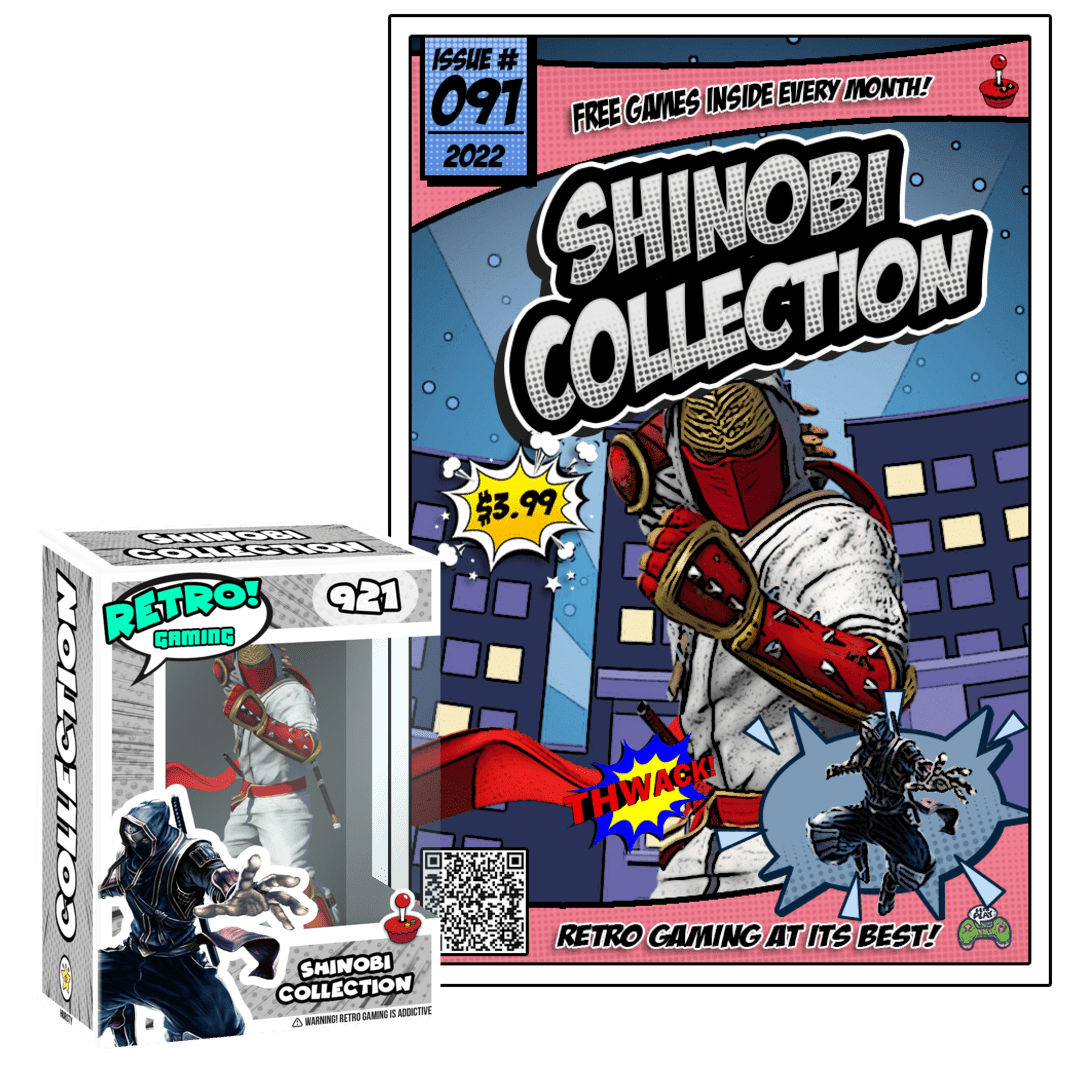 ISSUE #
091
2022
FREE GAMES INSIDE EVERY MONTH!
SHINOBI
COLLECTION
$3.99
THWACK!
RETRO GAMING AT ITS BEST!
SHINOBI
COLLECTION
COLLECTION
RETRO!
GAMING
921
SHINOBI
COLLECTION
WARNING! RETRO GAMING IS ADDICTIVE